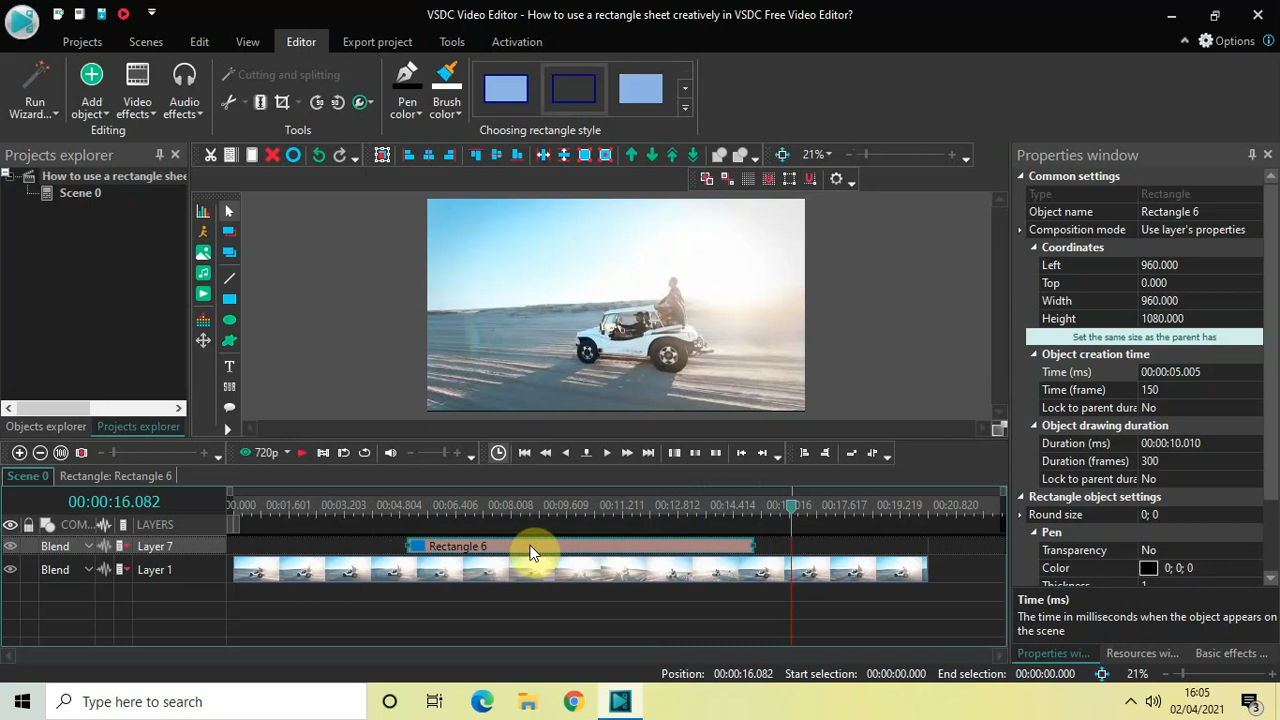 VSDC Video Editor - How to use a rectangle sheet creatively in VSDC Free Video Editor?
Projects Scenes Edit View Editor Export project Tools Activation
Options
Run Wizard...
Add object
Video effects
Audio effects
Editing
Cutting and splitting
Tools
Pen color
Brush color
Choosing rectangle style
Projects explorer
How to use a rectangle shee
Scene 0
21%
Objects explorer Projects explorer
T
Properties window
Common settings
Type Rectangle
Object name Rectangle 6
Composition mode Use layer's properties
Coordinates
Left 960.000
Top 0.000
Width 960.000
Height 1080.000
Set the same size as the parent has
Object creation time
Time (ms) 00:00:05.005
Time (frame) 150
Lock to parent dura No
Object drawing duration
Duration (ms) 00:00:10.010
Duration (frames) 300
Lock to parent dura No
Rectangle object settings
Round size 0; 0
Pen
Transparency No
Color 0; 0; 0
Thickness 1
Time (ms)
The time in milliseconds when the object appears on the scene
Properties wi... Resources wi... Basic effects ...
720p
Scene 0 Rectangle: Rectangle 6
00:00:16.082
0.000 00:00:01.601 00:00:03.203 00:00:04.804 00:00:06.406 00:00:08.008 00:00:09.609 00:00:11.211 00:00:12.812 00:00:14.414 00:00:17.617 00:00:19.219 00:00:20.820
COM... LAYERS
Blend Layer 7
Rectangle 6
Blend Layer 1
Position: 00:00:16.082 Start selection: 00:00:00.000 End selection: 00:00:00.000 21%
Type here to search
16:05
02/04/2021
3